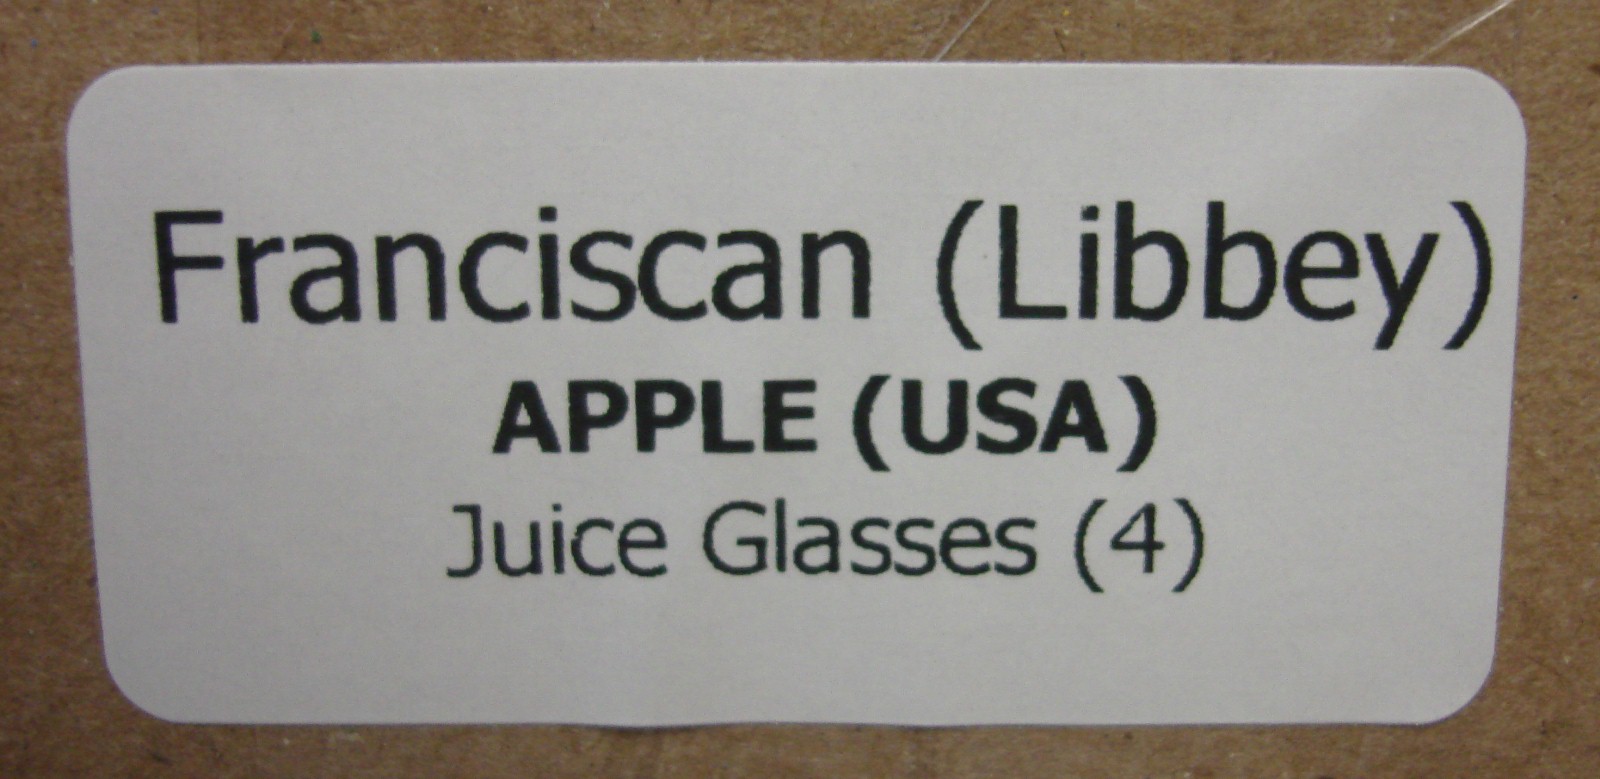 Franciscan (Libbey)
APPLE (USA)
Juice Glasses (4)